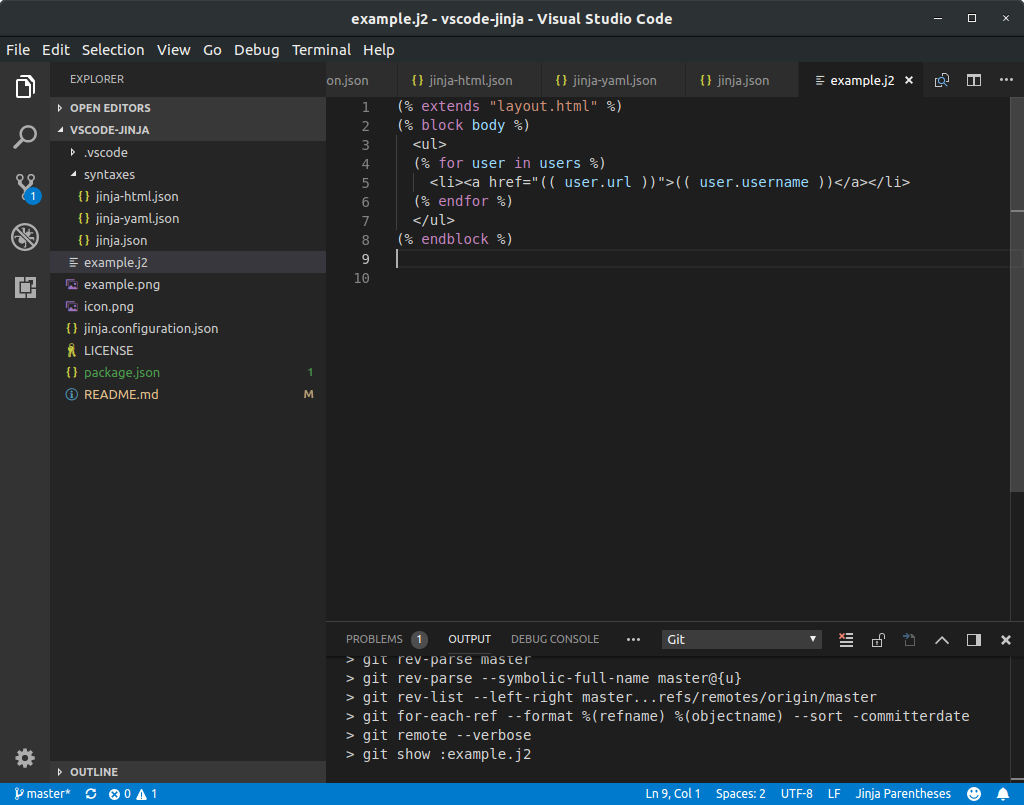 example.j2 - vscode-jinja - Visual Studio Code
File Edit Selection View Go Debug Terminal Help
EXPLORER
OPEN EDITORS
VSCODE-JINJA
.vscode
syntaxes
{} jinja-html.json
{} jinja-yaml.json
{} jinja.json
example.j2
example.png
icon.png
{} jinja.configuration.json
LICENSE
{} package.json 1
README.md M
OUTLINE
1
on.json {} jinja-html.json {} jinja-yaml.json {} jinja.json example.j2
1 (% extends "layout.html" %)
2 (% block body %)
3 <ul>
4 (% for user in users %)
5 <li><a href="(( user.url ))">(( user.username ))</a></li>
6 (% endfor %)
7 </ul>
8 (% endblock %)
9
10
PROBLEMS 1 OUTPUT DEBUG CONSOLE ··· Git
> git rev-parse master
> git rev-parse --symbolic-full-name master@{u}
> git rev-list --left-right master...refs/remotes/origin/master
> git for-each-ref --format %(refname) %(objectname) --sort -committerdate
> git remote --verbose
> git show :example.j2
master* 0 1 Ln 9, Col 1 Spaces: 2 UTF-8 LF Jinja Parentheses